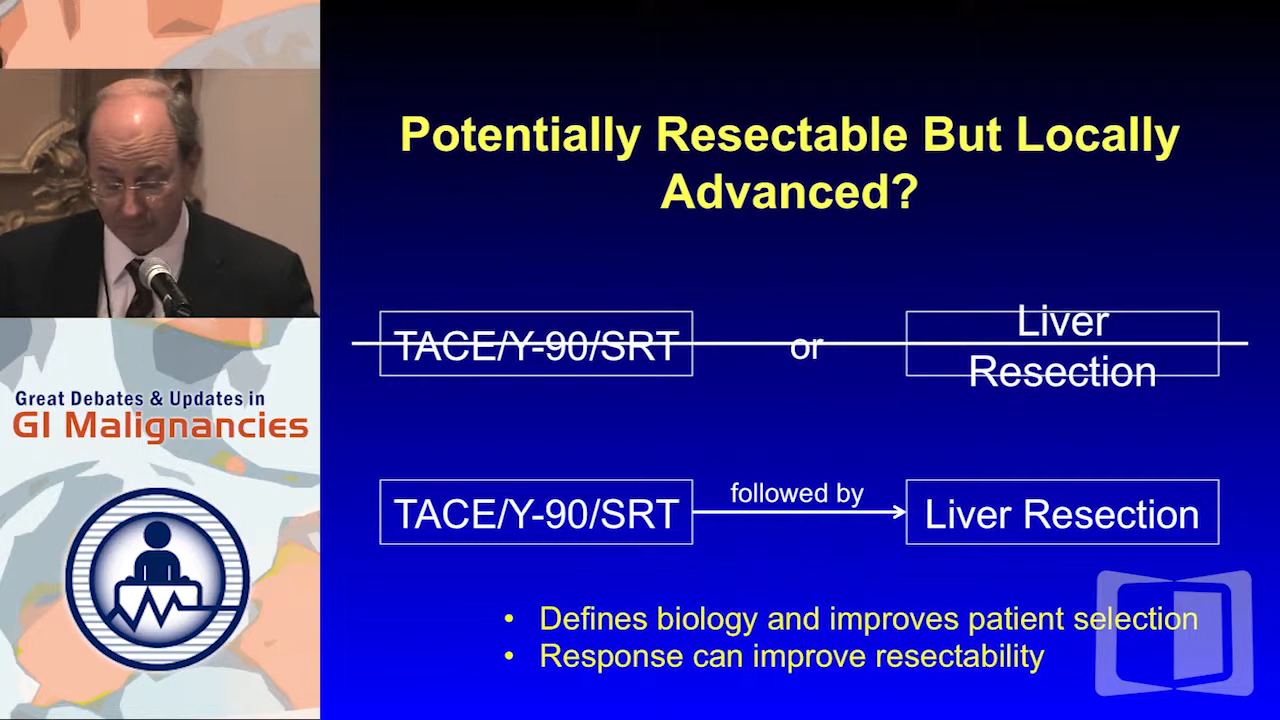 Potentially Resectable But Locally
Advanced?
TACE/Y-90/SRT
or
Liver
Resection
TACE/Y-90/SRT
followed by
Liver Resection
• Defines biology and improves patient selection
• Response can improve resectability
Great Debates & Updates in
GI Malignancies